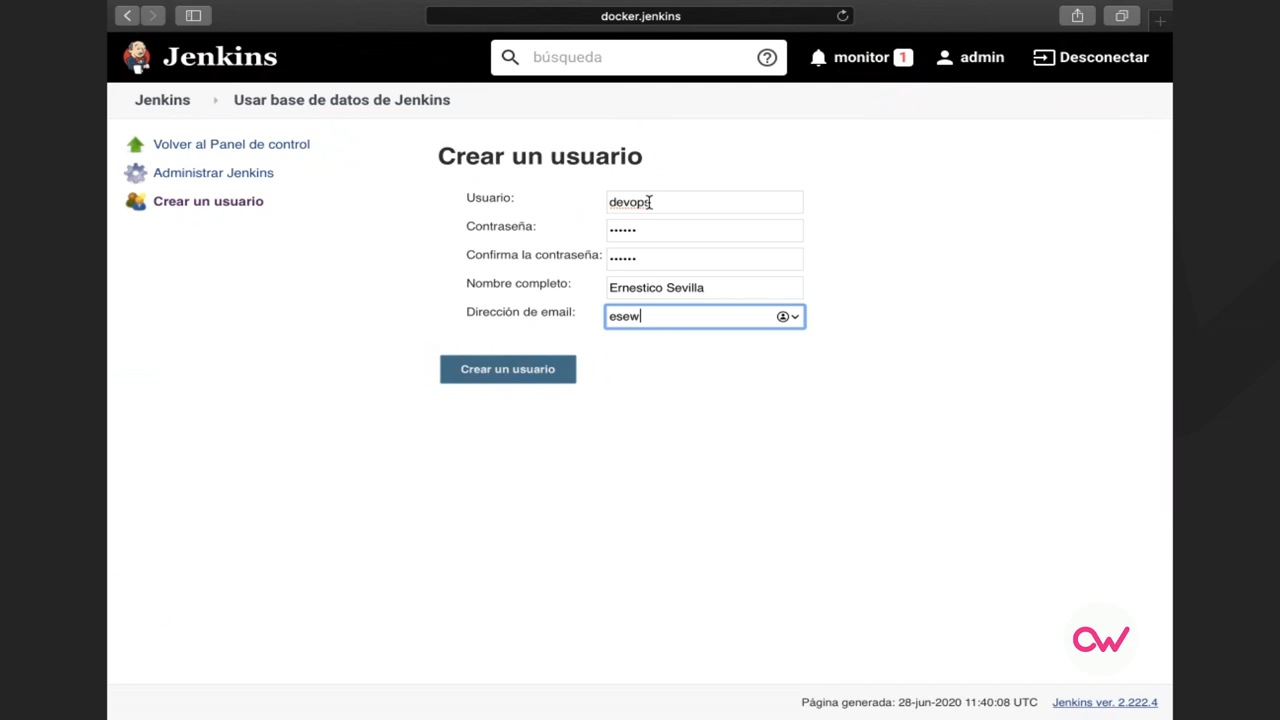 docker.jenkins
Jenkins
búsqueda
monitor 1
admin
Desconectar
Jenkins
Usar base de datos de Jenkins
Volver al Panel de control
Administrar Jenkins
Crear un usuario
Crear un usuario
Usuario: devops
Contraseña: ••••••
Confirma la contraseña: ••••••
Nombre completo: Ernestico Sevilla
Dirección de email: esew
Crear un usuario
Página generada: 28-jun-2020 11:40:08 UTC
Jenkins ver. 2.222.4